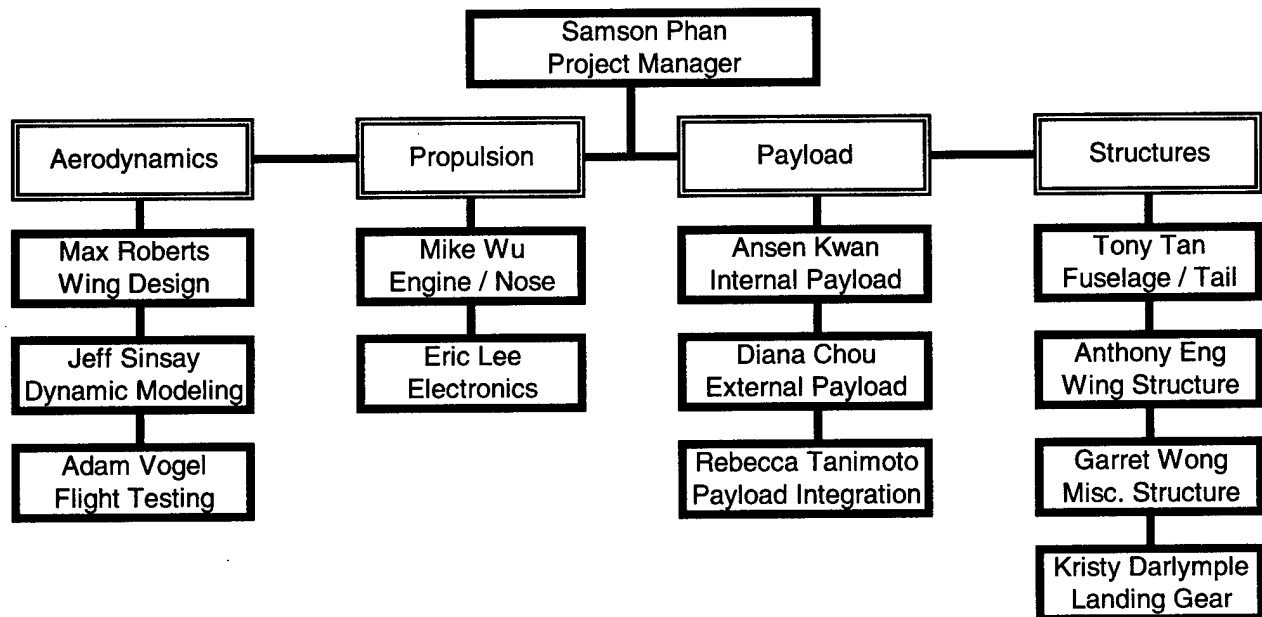 Samson Phan
Project Manager
Aerodynamics
Propulsion
Payload
Structures
Max Roberts
Wing Design
Mike Wu
Engine / Nose
Ansen Kwan
Internal Payload
Tony Tan
Fuselage / Tail
Jeff Sinsay
Dynamic Modeling
Eric Lee
Electronics
Diana Chou
External Payload
Anthony Eng
Wing Structure
Adam Vogel
Flight Testing
Rebecca Tanimoto
Payload Integration
Garret Wong
Misc. Structure
Kristy Darlymple
Landing Gear